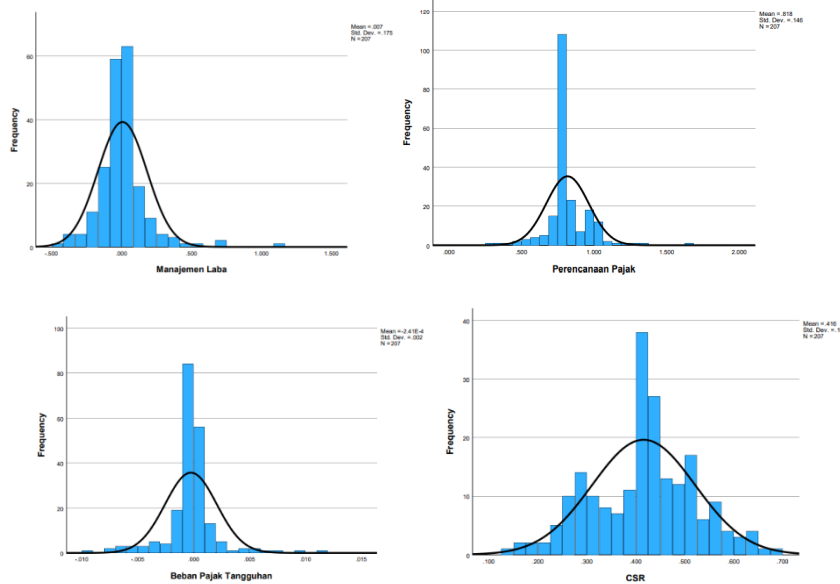 Mean = .007
Std. Dev. = .175
N = 207
Frequency
60
40
20
0
-.500
.000
.500
1.000
1.500
Manajemen Laba
Mean = .818
Std. Dev. = .146
N = 207
Frequency
120
100
80
60
40
20
0
.000
.500
1.000
1.500
2.000
Perencanaan Pajak
Mean = -2.41E-4
Std. Dev. = .002
N = 207
Frequency
100
80
60
40
20
0
-.010
-.005
.000
.005
.010
.015
Beban Pajak Tangguhan
Mean = .416
Std. Dev. = .1
N = 207
Frequency
40
30
20
10
0
.100
.200
.300
.400
.500
.600
.700
CSR